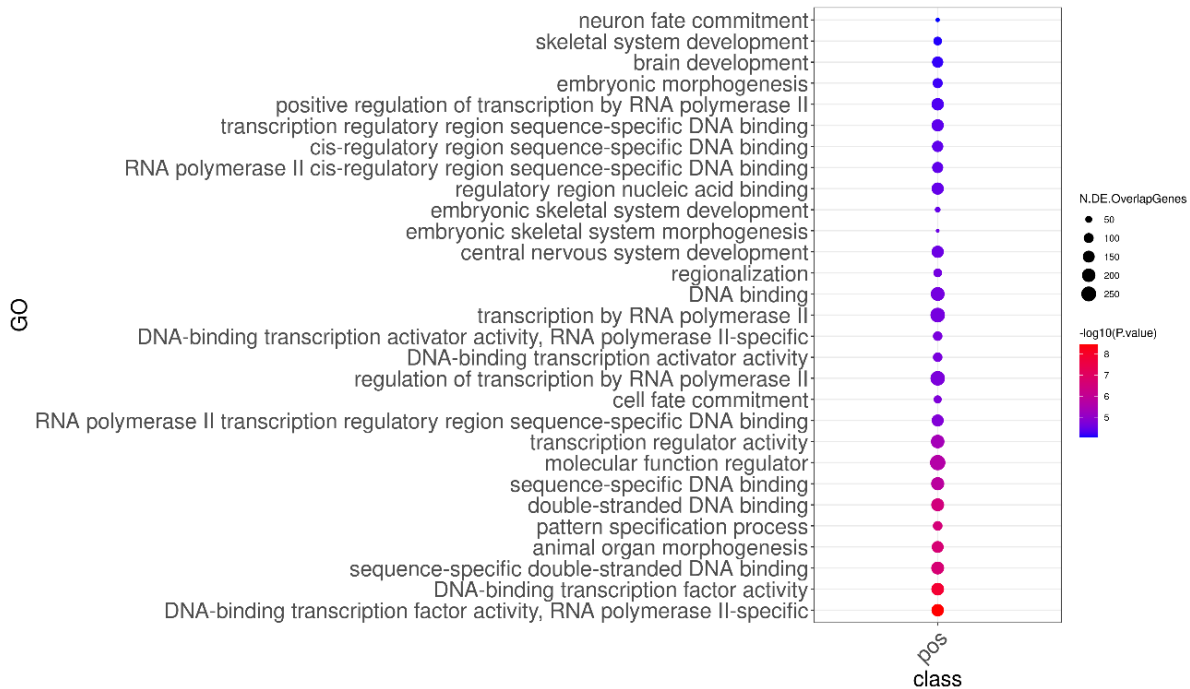 neuron fate commitment
skeletal system development
brain development
embryonic morphogenesis
positive regulation of transcription by RNA polymerase II
transcription regulatory region sequence-specific DNA binding
cis-regulatory region sequence-specific DNA binding
RNA polymerase II cis-regulatory region sequence-specific DNA binding
regulatory region nucleic acid binding
embryonic skeletal system development
embryonic skeletal system morphogenesis
central nervous system development
regionalization
DNA binding
transcription by RNA polymerase II
DNA-binding transcription activator activity, RNA polymerase II-specific
DNA-binding transcription activator activity
regulation of transcription by RNA polymerase II
cell fate commitment
RNA polymerase II transcription regulatory region sequence-specific DNA binding
transcription regulator activity
molecular function regulator
sequence-specific DNA binding
double-stranded DNA binding
pattern specification process
animal organ morphogenesis
sequence-specific double-stranded DNA binding
DNA-binding transcription factor activity
DNA-binding transcription factor activity, RNA polymerase II-specific
GO
pos
class
N.DE.OverlapGenes
50
100
150
200
250
-log10(P.value)
8
7
6
5